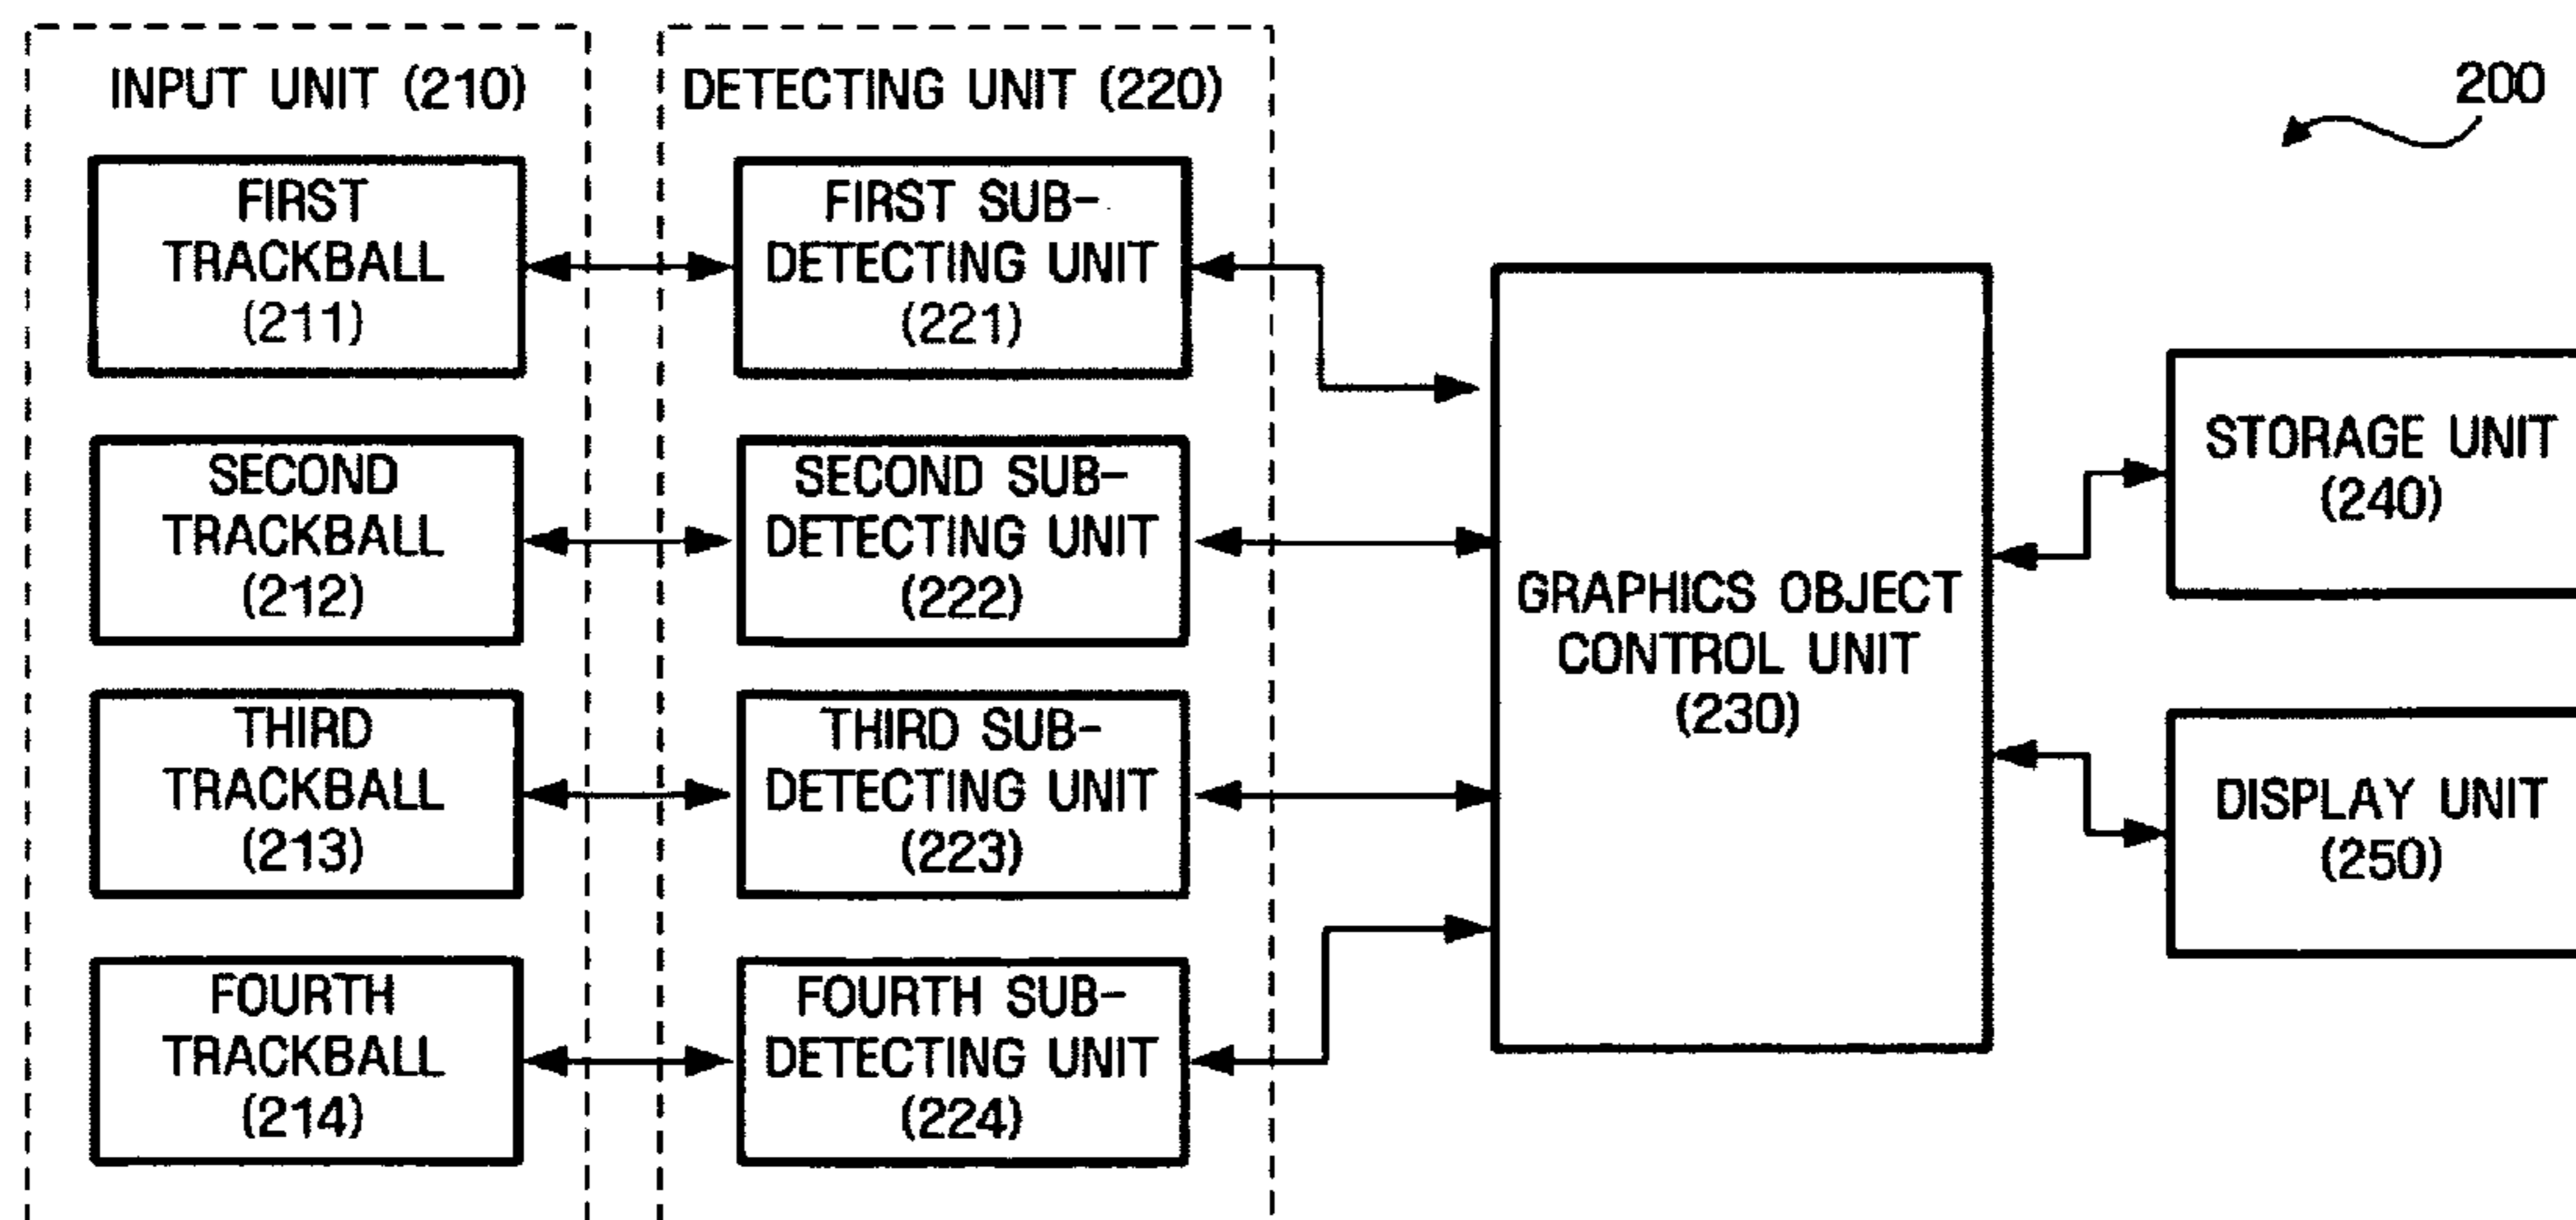 INPUT UNIT (210)
DETECTING UNIT (220)
200
FIRST
TRACKBALL
(211)
FIRST SUB-
DETECTING UNIT
(221)
SECOND
TRACKBALL
(212)
SECOND SUB-
DETECTING UNIT
(222)
THIRD
TRACKBALL
(213)
THIRD SUB-
DETECTING UNIT
(223)
FOURTH
TRACKBALL
(214)
FOURTH SUB-
DETECTING UNIT
(224)
GRAPHICS OBJECT
CONTROL UNIT
(230)
STORAGE UNIT
(240)
DISPLAY UNIT
(250)